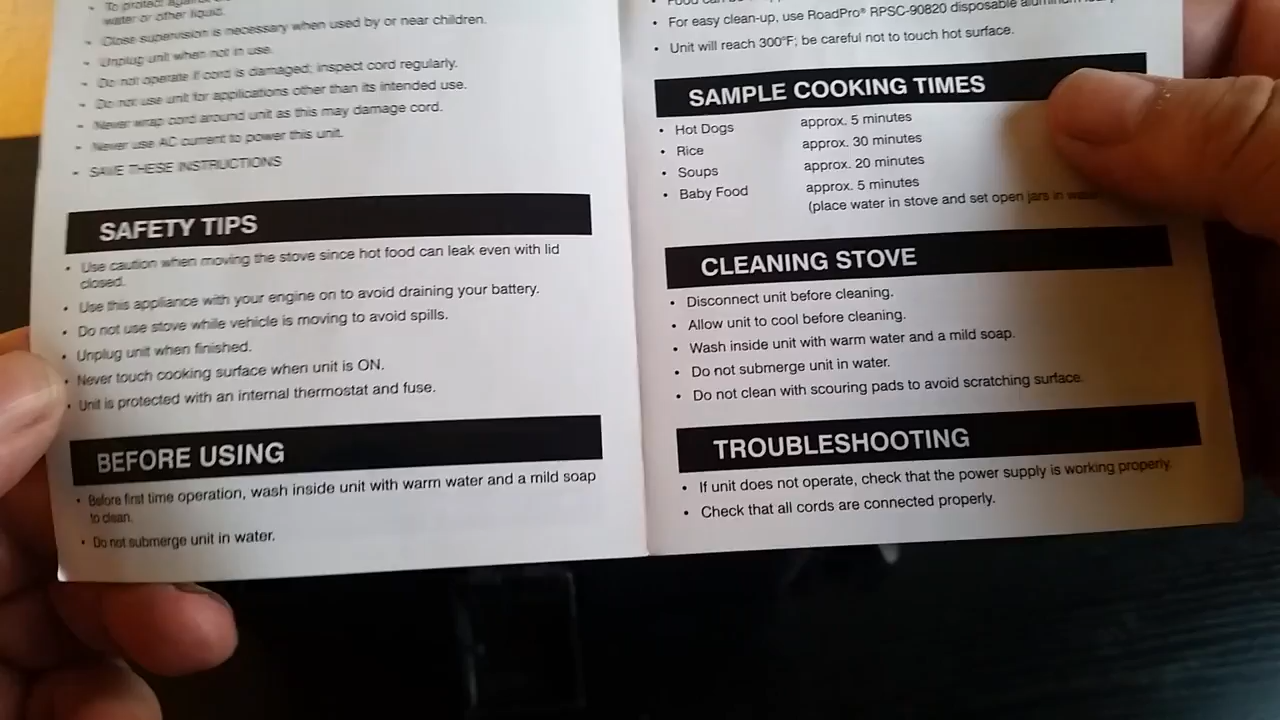 To protect against
water or other liquid.
Close supervision is necessary when used by or near children.
Unplug unit when not in use.
Do not operate if cord is damaged; inspect cord regularly.
Do not use unit for applications other than its intended use.
Never wrap cord around unit as this may damage cord.
Never use AC current to power this unit.
SAVE THESE INSTRUCTIONS
SAFETY TIPS
Use caution when moving the stove since hot food can leak even with lid
closed.
Use this appliance with your engine on to avoid draining your battery.
Do not use stove while vehicle is moving to avoid spills.
Unplug unit when finished.
Never touch cooking surface when unit is ON.
Unit is protected with an internal thermostat and fuse.
BEFORE USING
Before first time operation, wash inside unit with warm water and a mild soap
to clean.
Do not submerge unit in water.
Food can be
For easy clean-up, use RoadPro® RPSC-90820 disposable aluminum
Unit will reach 300°F; be careful not to touch hot surface.
SAMPLE COOKING TIMES
Hot Dogs approx. 5 minutes
Rice approx. 30 minutes
Soups approx. 20 minutes
Baby Food approx. 5 minutes
(place water in stove and set open jars in
CLEANING STOVE
Disconnect unit before cleaning.
Allow unit to cool before cleaning.
Wash inside unit with warm water and a mild soap.
Do not submerge unit in water.
Do not clean with scouring pads to avoid scratching surface.
TROUBLESHOOTING
If unit does not operate, check that the power supply is working properly.
Check that all cords are connected properly.